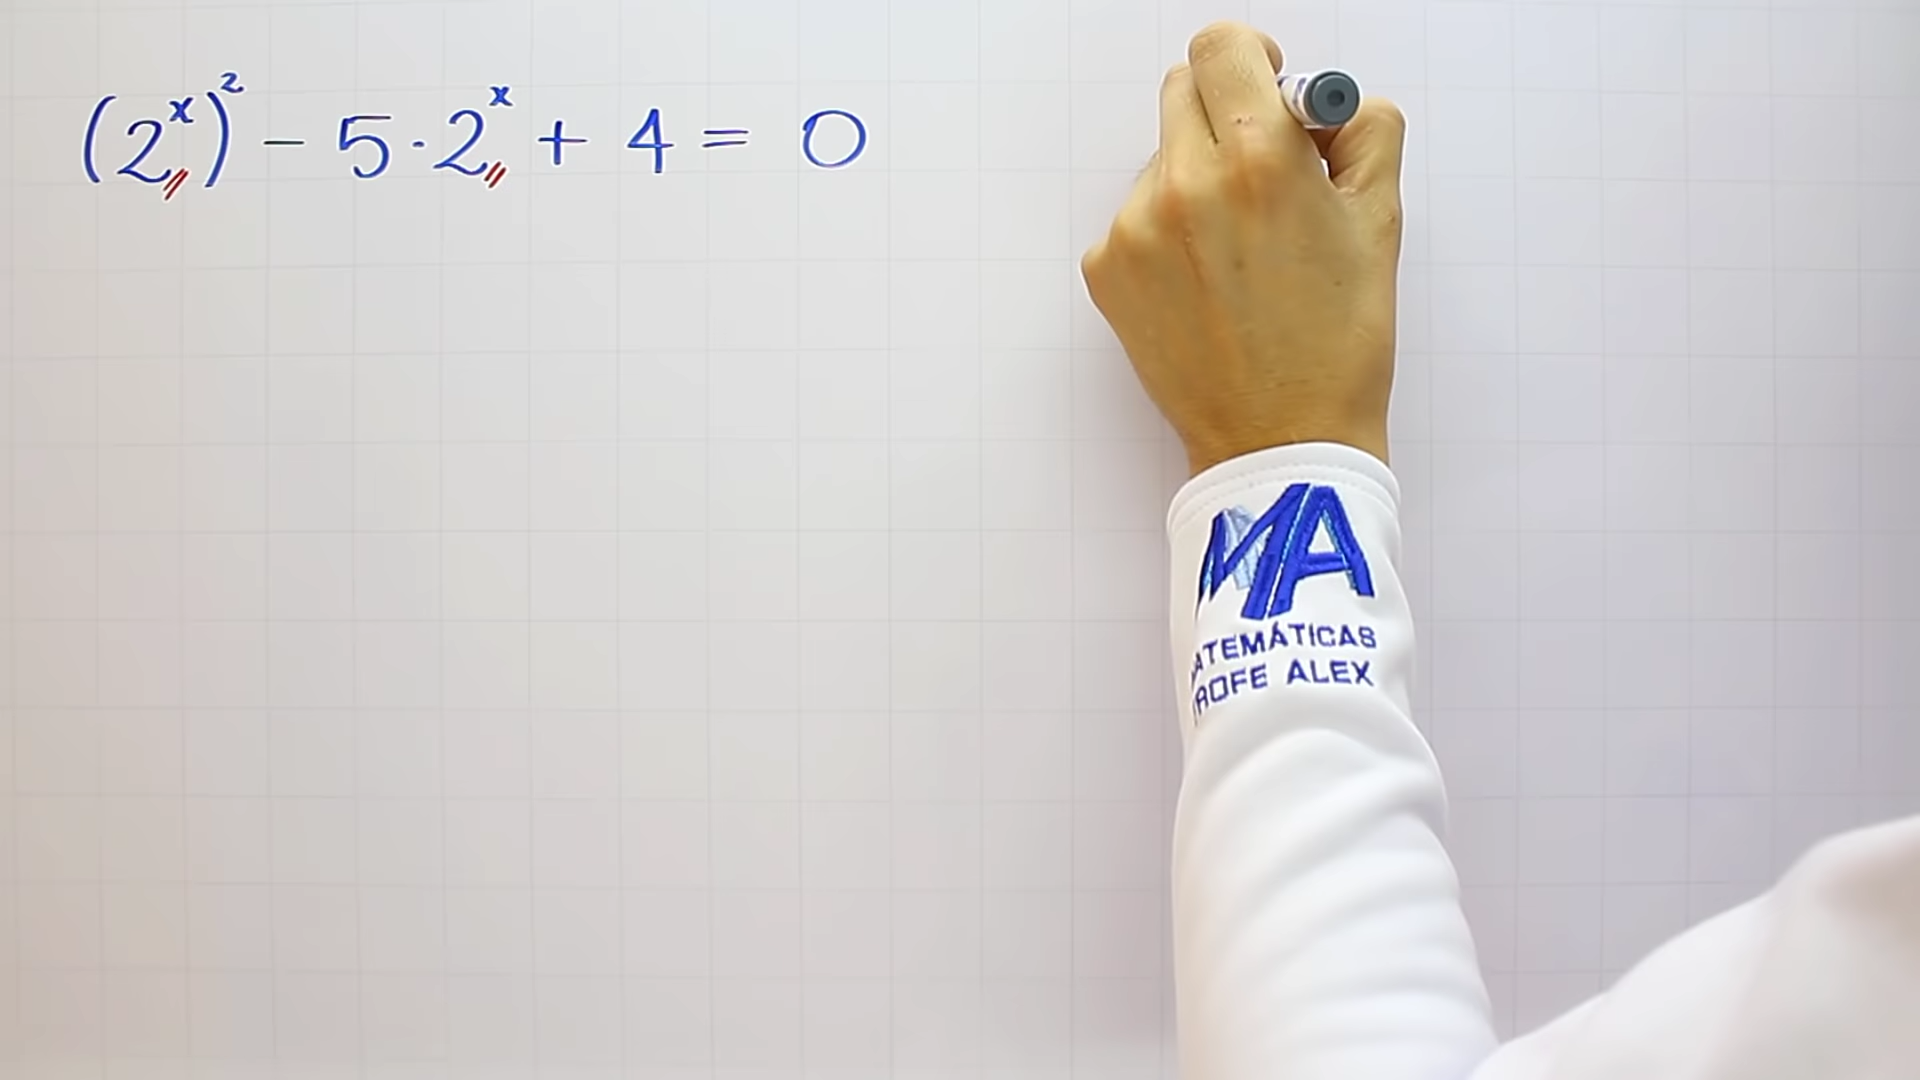 (2^x)^2 - 5·2^x + 4 = 0
MA
ATEMÁTICAS
ROFE ALEX